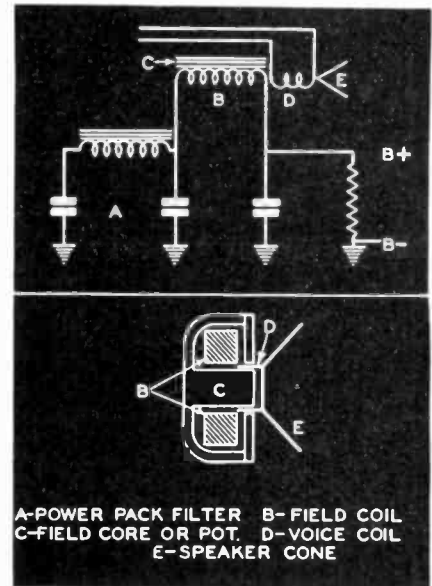 C
B
D
E
A
B+
B-
D
B
C
E
A-POWER PACK FILTER B-FIELD COIL
C-FIELD CORE OR POT. D-VOICE COIL
E-SPEAKER CONE